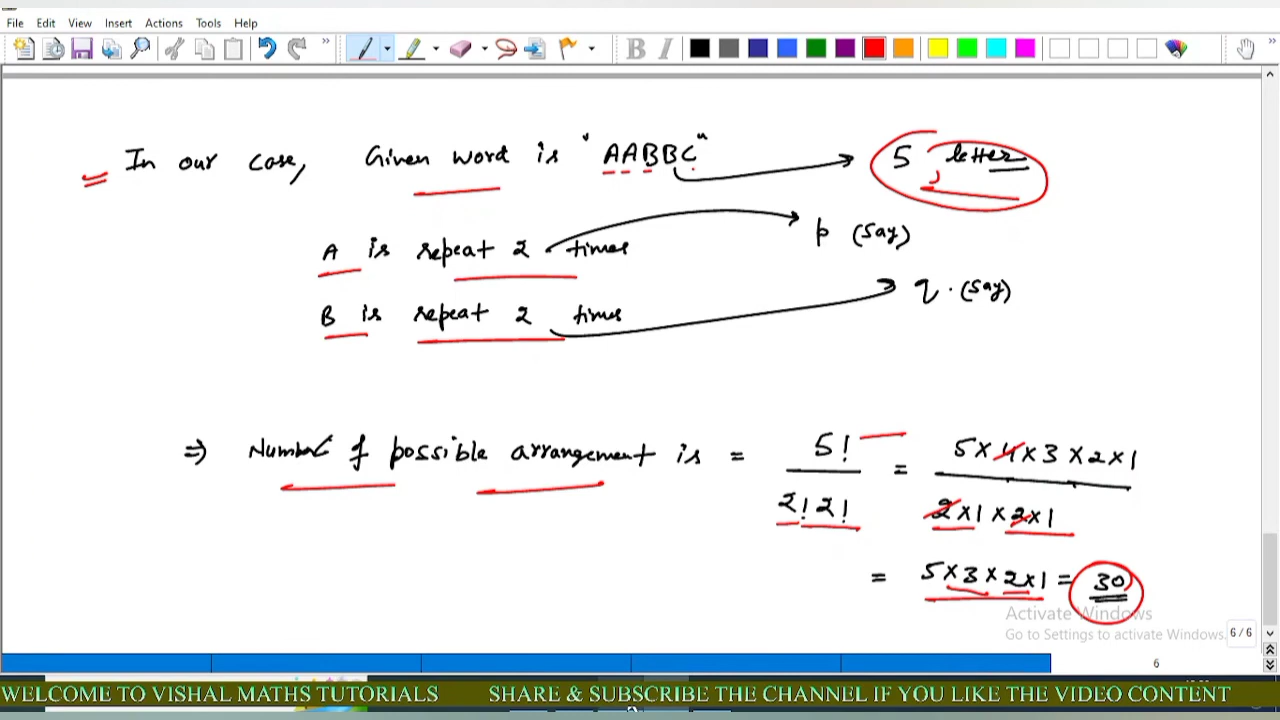 File Edit View Insert Actions Tools Help
In our case, Given word is "AABBC" 5 letter
A is repeat 2 times p (say)
B is repeat 2 times q. (say)
⇒ Number of possible arrangement is = 5! / 2! 2! = 5×4×3×2×1 / 2×1×2×1
= 5×3×2×1 = 30
Activate Windows
Go to Settings to activate Windows.
6/6
6
WELCOME TO VISHAL MATHS TUTORIALS SHARE & SUBSCRIBE THE CHANNEL IF YOU LIKE THE VIDEO CONTENT